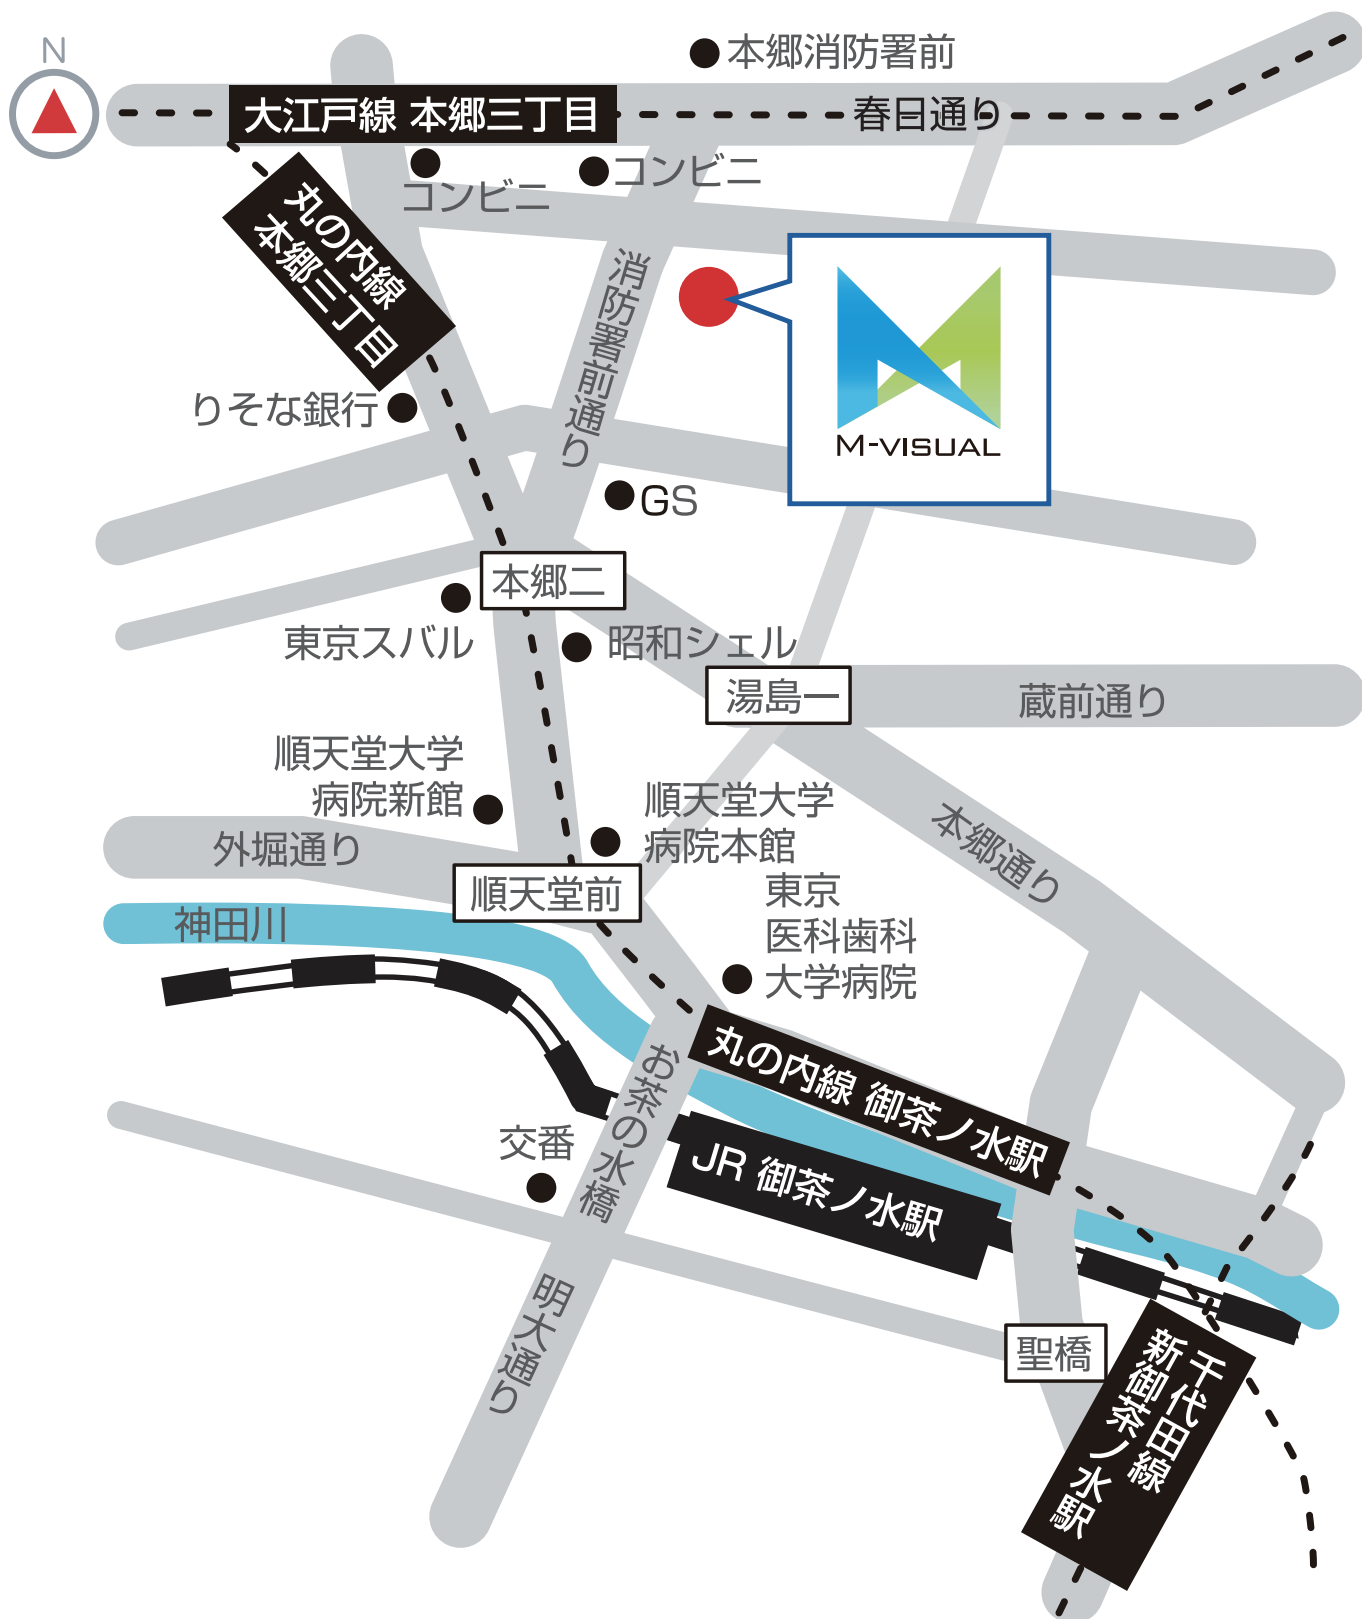 N
本郷消防署前
大江戸線 本郷三丁目
春日通り
コンビニ
コンビニ
丸の内線
本郷三丁目
消防署前通り
M-VISUAL
りそな銀行
GS
本郷二
東京スバル
昭和シェル
湯島一
蔵前通り
順天堂大学
病院新館
順天堂大学
病院本館
本郷通り
外堀通り
順天堂前
東京
医科歯科
大学病院
神田川
丸の内線 御茶ノ水駅
お茶の水橋
交番
JR 御茶ノ水駅
明大通り
聖橋
千代田線
新御茶ノ水駅